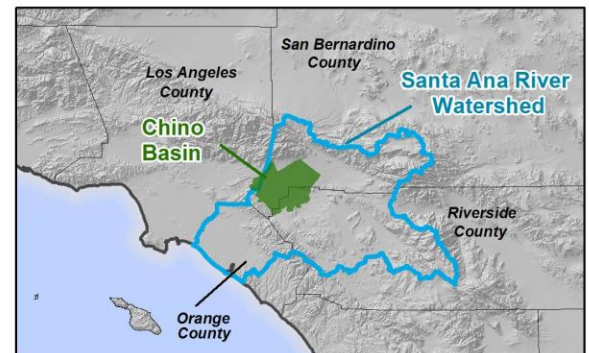 San Bernardino
County
Los Angeles
County
Santa Ana River
Watershed
Chino
Basin
Riverside
County
Orange
County